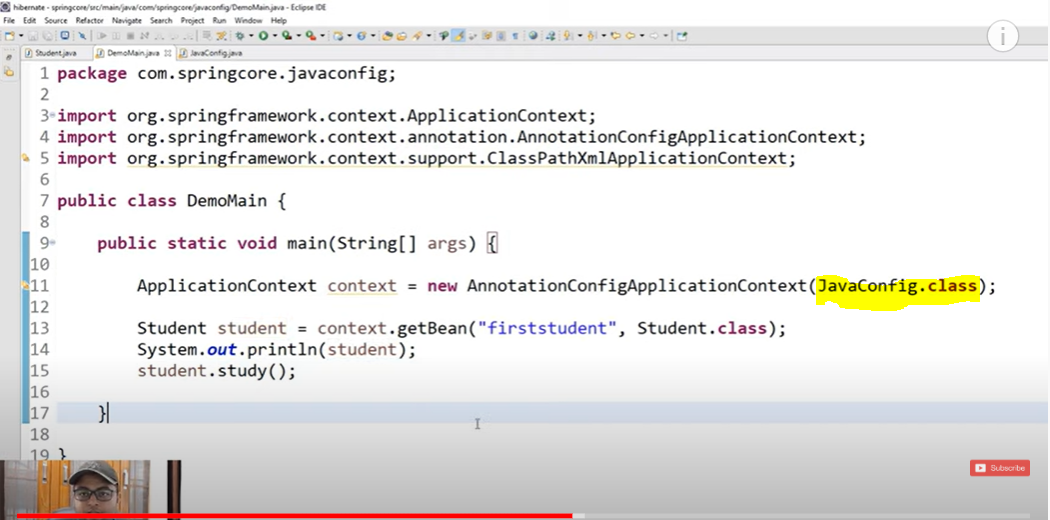 hibernate - springcore/src/main/java/com/springcore/javaconfig/DemoMain.java - Eclipse IDE
File Edit Source Refactor Navigate Search Project Run Window Help
Student.java DemoMain.java JavaConfig.java
1 package com.springcore.javaconfig;
2
3 import org.springframework.context.ApplicationContext;
4 import org.springframework.context.annotation.AnnotationConfigApplicationContext;
5 import org.springframework.context.support.ClassPathXmlApplicationContext;
6
7 public class DemoMain {
8
9 public static void main(String[] args) {
10
11 ApplicationContext context = new AnnotationConfigApplicationContext(JavaConfig.class);
12
13 Student student = context.getBean("firststudent", Student.class);
14 System.out.println(student);
15 student.study();
16
17 }
18
19 }
Subscribe